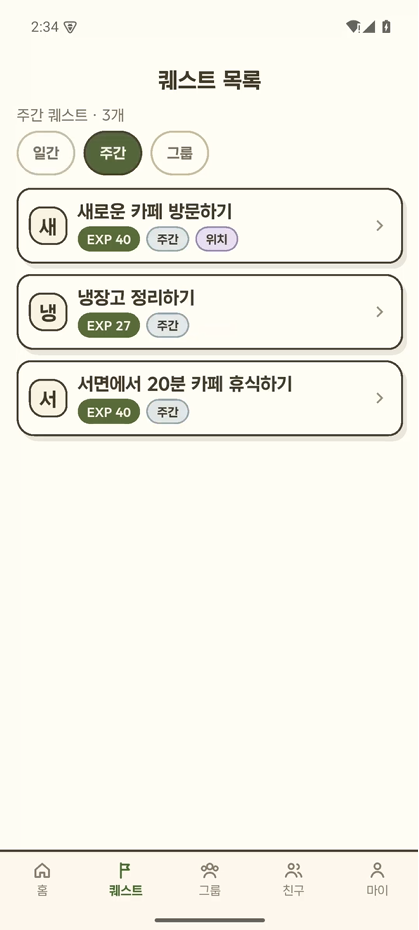 2:34
퀘스트 목록
주간 퀘스트 · 3개
일간 주간 그룹
새
새로운 카페 방문하기
EXP 40 주간 위치
냉
냉장고 정리하기
EXP 27 주간
서
서면에서 20분 카페 휴식하기
EXP 40 주간
홈 퀘스트 그룹 친구 마이